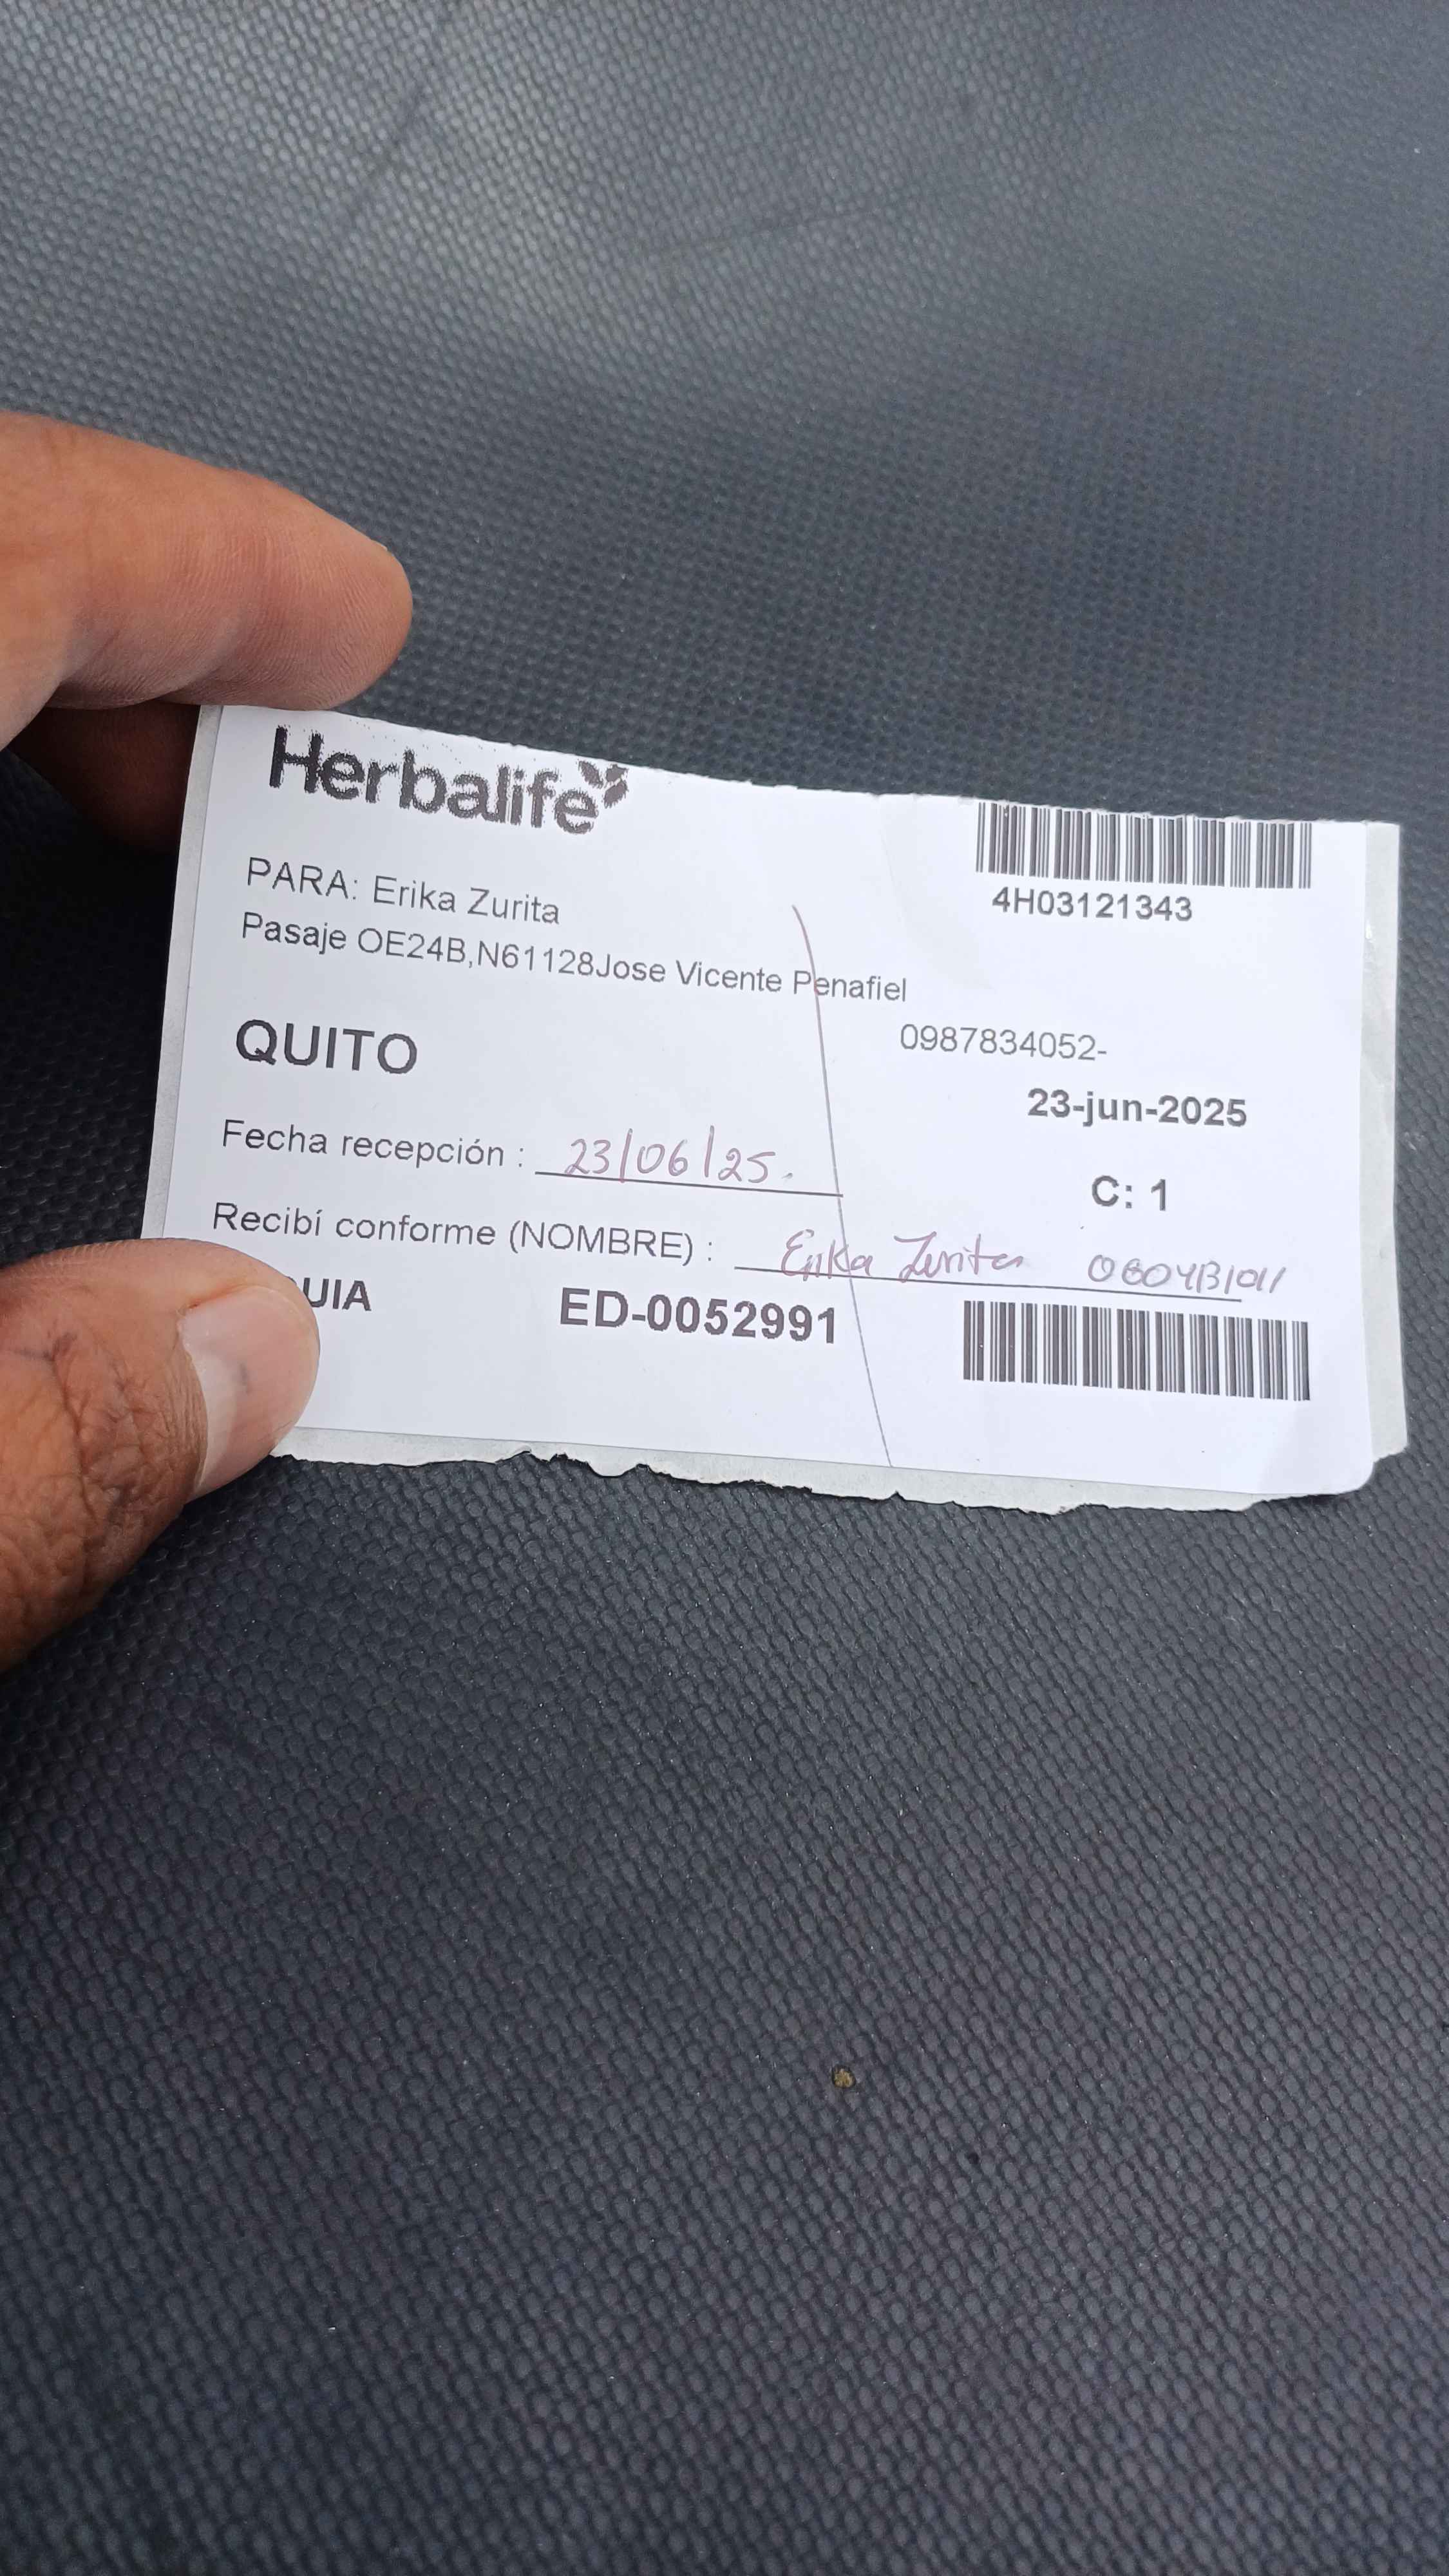 Herbalife
4H03121343
PARA: Erika Zurita
Pasaje OE24B,N61128Jose Vicente Penafiel
0987834052-
QUITO
23-jun-2025
Fecha recepción : 23/06/25.
C: 1
Recibí conforme (NOMBRE) : Erika Zurita
UIA ED-0052991